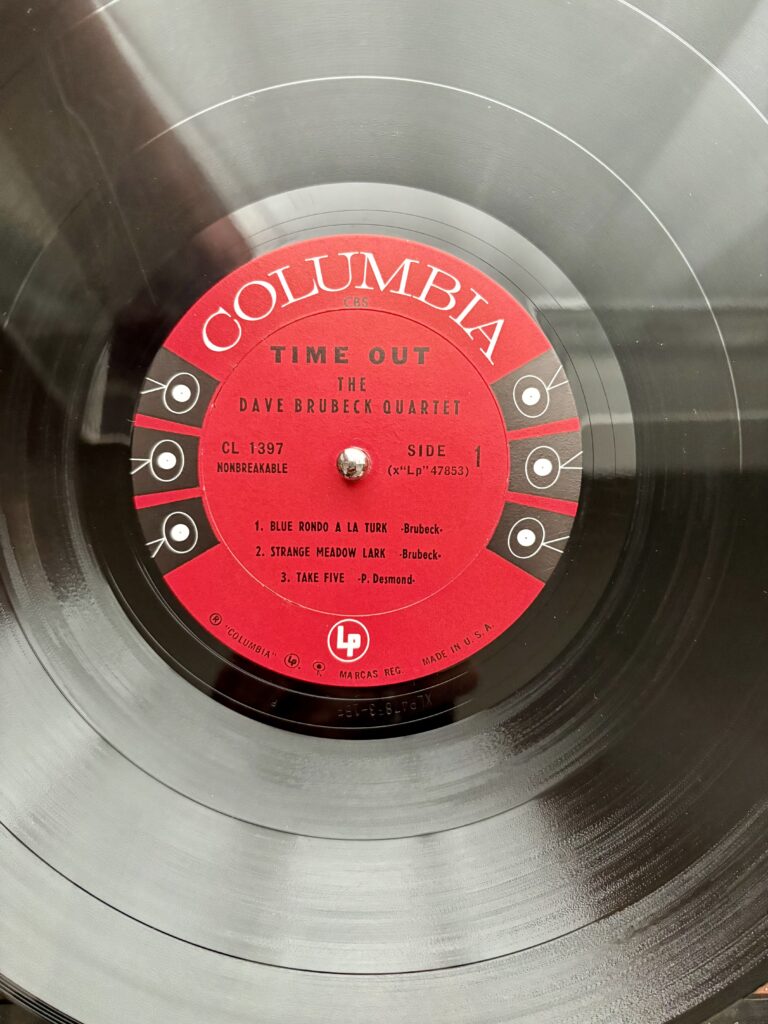 COLUMBIA
CBS
TIME OUT
THE
DAVE BRUBECK QUARTET
CL 1397
NONBREAKABLE
SIDE 1
(x"Lp"47853)
1. BLUE RONDO A LA TURK -Brubeck-
2. STRANGE MEADOW LARK -Brubeck-
3. TAKE FIVE -P. Desmond-
Lp
® "COLUMBIA" Lp MARCAS REG. MADE IN U. S. A.